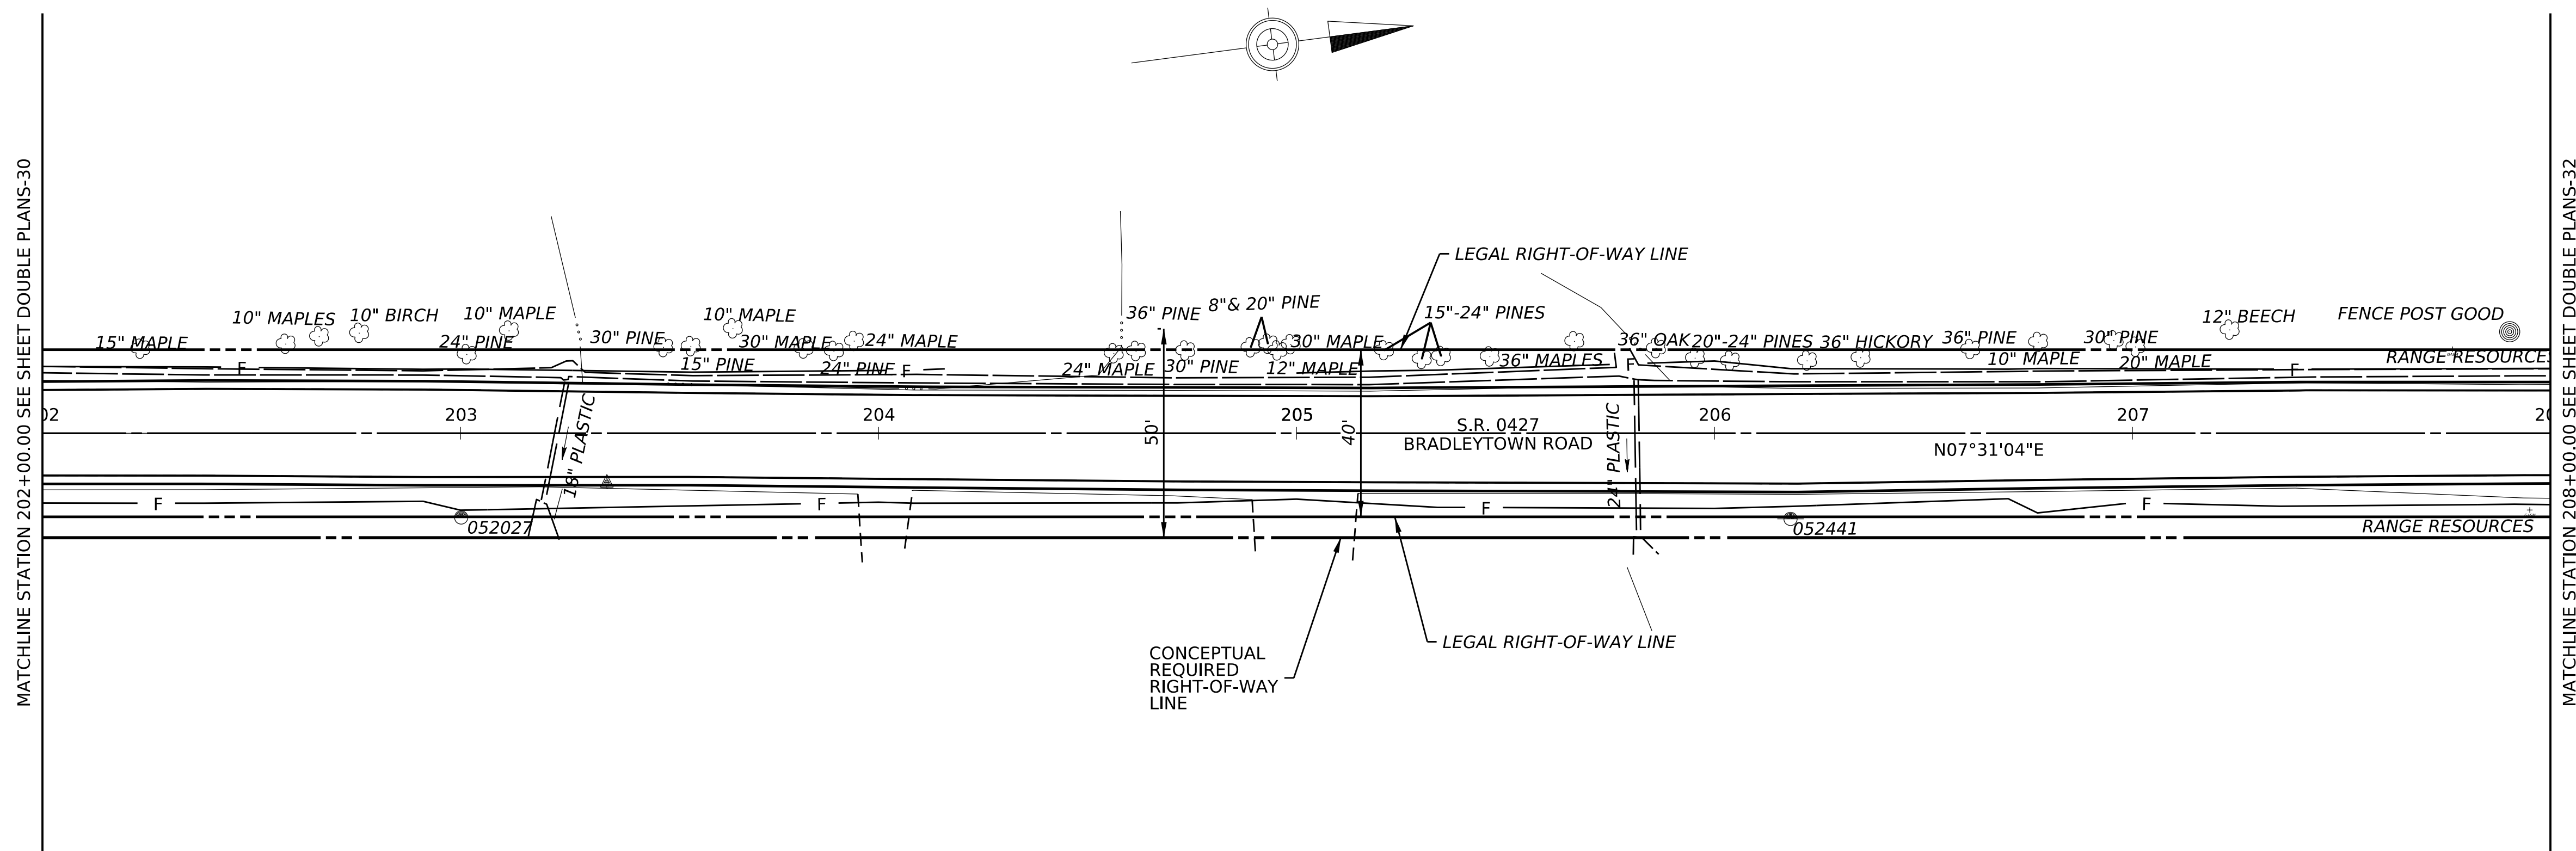 MATCHLINE STATION 202+00.00 SEE SHEET DOUBLE PLANS-30
MATCHLINE STATION 208+00.00 SEE SHEET DOUBLE PLANS-32
LEGAL RIGHT-OF-WAY LINE
15" MAPLE
10" MAPLES
10" BIRCH
10" MAPLE
24" PINE
30" PINE
15" PINE
10" MAPLE
30" MAPLE
24" MAPLE
24" PINE
F
F
36" PINE
8"& 20" PINE
24" MAPLE
30" PINE
30" MAPLE
12" MAPLE
15"-24" PINES
36" MAPLES
36" OAK
F
20"-24" PINES
36" HICKORY
36" PINE
10" MAPLE
30" PINE
20" MAPLE
12" BEECH
F
FENCE POST GOOD
RANGE RESOURCES
02
203
204
205
206
207
20
18" PLASTIC
50'
40'
S.R. 0427
BRADLEYTOWN ROAD
24" PLASTIC
N07°31'04"E
F
F
F
F
052027
052441
RANGE RESOURCES
CONCEPTUAL
REQUIRED
RIGHT-OF-WAY
LINE
LEGAL RIGHT-OF-WAY LINE